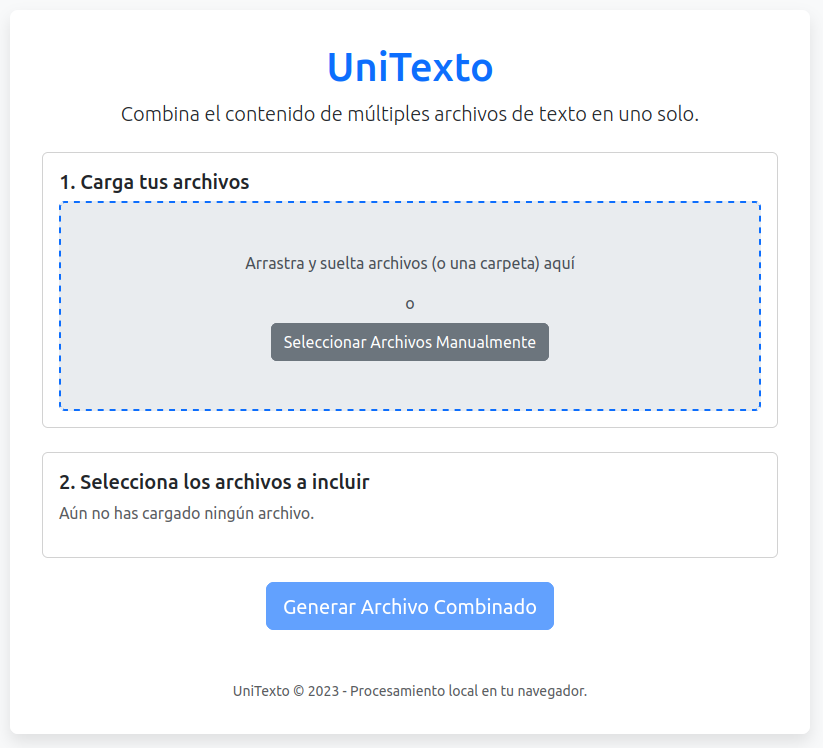 UniTexto
Combina el contenido de múltiples archivos de texto en uno solo.
1. Carga tus archivos
Arrastra y suelta archivos (o una carpeta) aquí
o
Seleccionar Archivos Manualmente
2. Selecciona los archivos a incluir
Aún no has cargado ningún archivo.
Generar Archivo Combinado
UniTexto © 2023 - Procesamiento local en tu navegador.